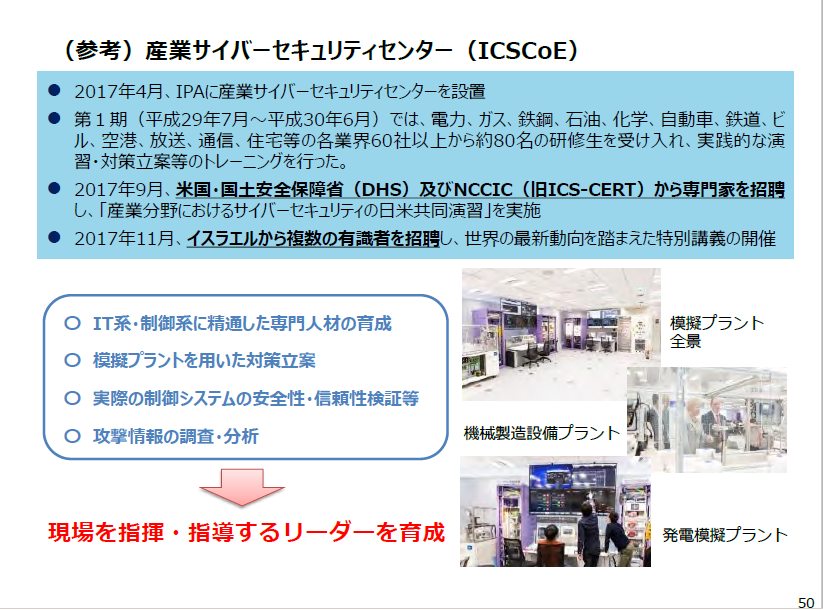 （参考）産業サイバーセキュリティセンター（ICSCoE）
● 2017年4月、IPAに産業サイバーセキュリティセンターを設置
● 第１期（平成29年7月～平成30年6月）では、電力、ガス、鉄鋼、石油、化学、自動車、鉄道、ビ
ル、空港、放送、通信、住宅等の各業界60社以上から約80名の研修生を受け入れ、実践的な演
習・対策立案等のトレーニングを行った。
● 2017年9月、米国・国土安全保障省（DHS）及びNCCIC（旧ICS-CERT）から専門家を招聘
し、「産業分野におけるサイバーセキュリティの日米共同演習」を実施
● 2017年11月、イスラエルから複数の有識者を招聘し、世界の最新動向を踏まえた特別講義の開催
○ IT系・制御系に精通した専門人材の育成
○ 模擬プラントを用いた対策立案
○ 実際の制御システムの安全性・信頼性検証等
○ 攻撃情報の調査・分析
現場を指揮・指導するリーダーを育成
模擬プラント
全景
機械製造設備プラント
発電模擬プラント
50